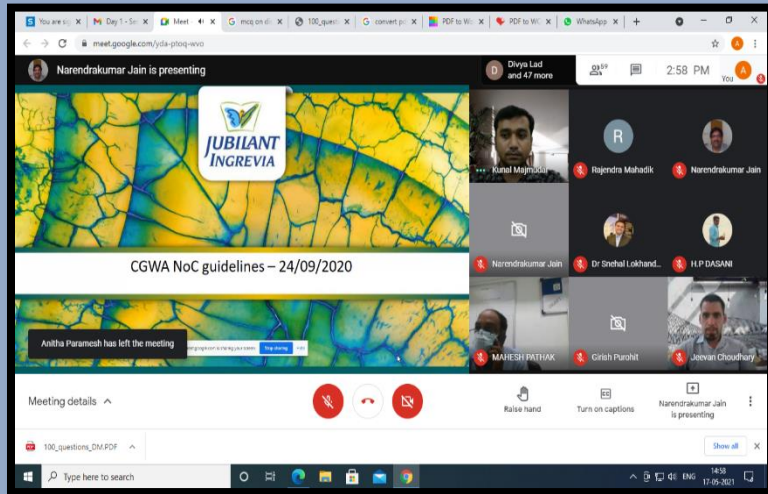 You are sig
Day 1 - Se
Meet -
mcq on di
100_questi
convert p
PDF to W
PDF to WO
WhatsApp
meet.google.com/yda-ptoq-wvo
Narendrakumar Jain is presenting
Divya Lad
and 47 more
59
2:58 PM
You
JUBILANT
INGREVIA
CGWA NoC guidelines – 24/09/2020
Anitha Paramesh has left the meeting
Stop sharing
Kunal Majmudar
Rajendra Mahadik
Narendrakumar Jain
Narendrakumar Jain
Dr Snehal Lokhand...
H.P DASANI
MAHESH PATHAK
Girish Purohit
Jeevan Choudhary
Meeting details
Raise hand
Turn on captions
Narendrakumar Jain
is presenting
100_questions_DM.PDF
Show all
Type here to search
ENG
14:58
17-05-2021